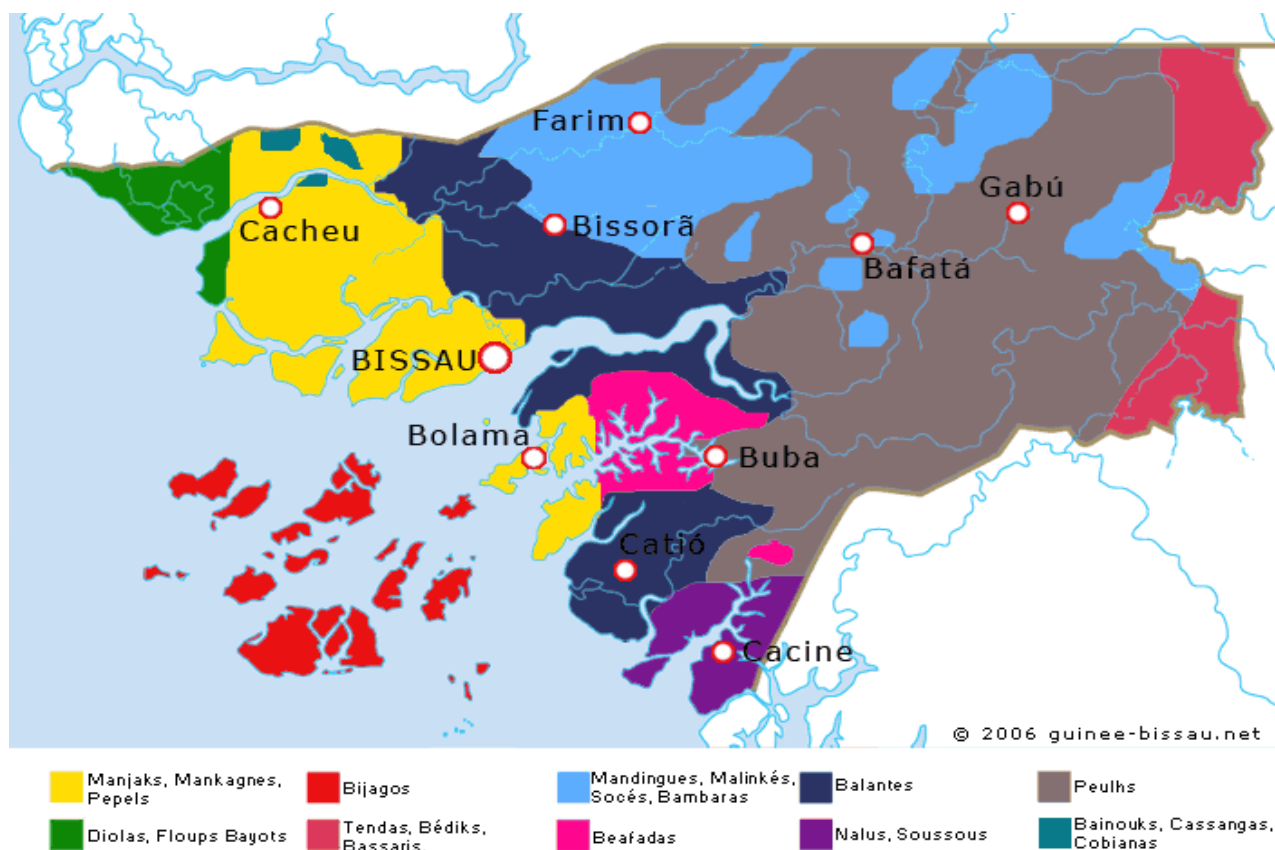 Farim
Gabú
Cacheu
Bissorã
Bafatá
BISSAU
Bolama
Buba
Catió
Cacine
© 2006 guinee-bissau.net
Manjaks, Mankagnes,
Pepels
Bijagos
Mandingues, Malinkés,
Socés, Bambaras
Balantes
Peulhs
Diolas, Floups Bayots
Tendas, Bédiks,
Bassaris,
Beafadas
Nalus, Soussous
Bainouks, Cassangas,
Cobianas